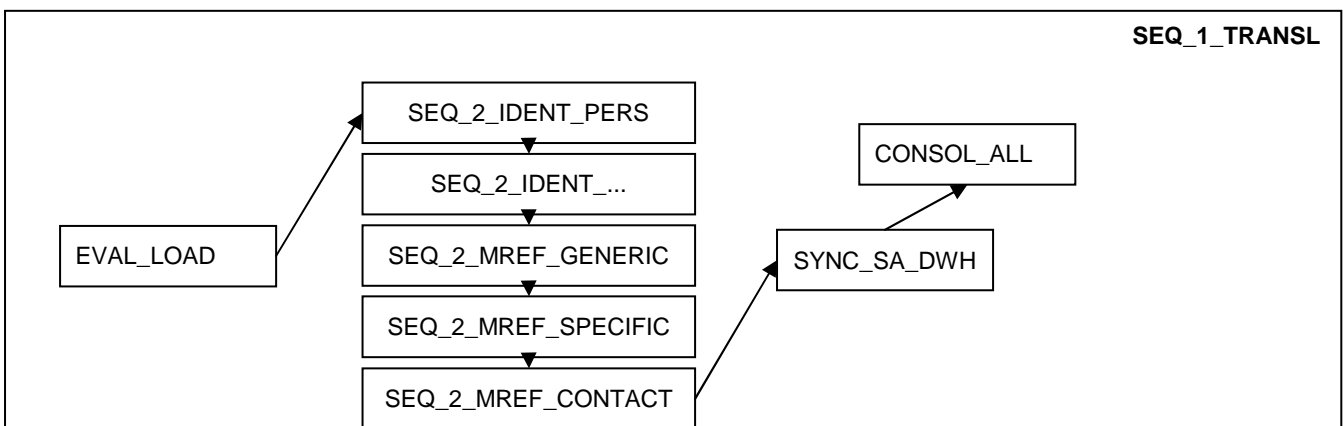 SEQ_1_TRANSL
SEQ_2_IDENT_PERS
CONSOL_ALL
SEQ_2_IDENT_...
EVAL_LOAD
SEQ_2_MREF_GENERIC
SYNC_SA_DWH
SEQ_2_MREF_SPECIFIC
SEQ_2_MREF_CONTACT